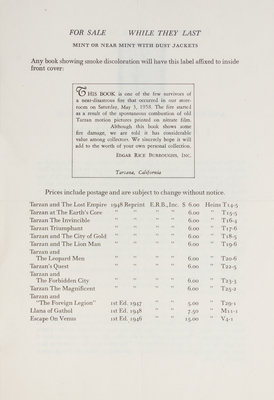 FOR SALE WHILE THEY LAST
MINT OR NEAR MINT WITH DUST JACKETS
Any book showing smoke discoloration will have this label affixed to inside
front cover:
THIS BOOK is one of the few survivors of
a near-disastrous fire that occurred in our store-
room on Saturday, May 3, 1958. The fire started
as a result of the spontaneous combustion of old
Tarzan motion pictures printed on nitrate film.
Although this book shows some
fire damage, we are told it has considerable
value among collectors. We sincerely hope it will
add to the worth of your own personal collection.
EDGAR RICE BURROUGHS, INC.
Tarzana, California
Prices include postage and are subject to change without notice.
Tarzan and The Lost Empire 1948 Reprint E.R.B., Inc. $ 6.00 Heins T14-5
Tarzan at The Earth's Core " " " " 6.00 " T15-5
Tarzan The Invincible " " " " 6.00 " T16-4
Tarzan Triumphant " " " " 6.00 " T17-6
Tarzan and The City of Gold " " " " 6.00 " T18-5
Tarzan and The Lion Man " " " " 6.00 " T19-6
Tarzan and
The Leopard Men " " " " 6.00 " T20-6
Tarzan's Quest " " " " 6.00 " T22-5
Tarzan and
The Forbidden City " " " " 6.00 " T23-3
Tarzan The Magnificent " " " " 6.00 " T25-2
Tarzan and
"The Foreign Legion" 1st Ed. 1947 " " 5.00 " T29-1
Llana of Gathol 1st Ed. 1948 " " 7.50 " M11-1
Escape On Venus 1st Ed. 1946 " " 15.00 " V4-1